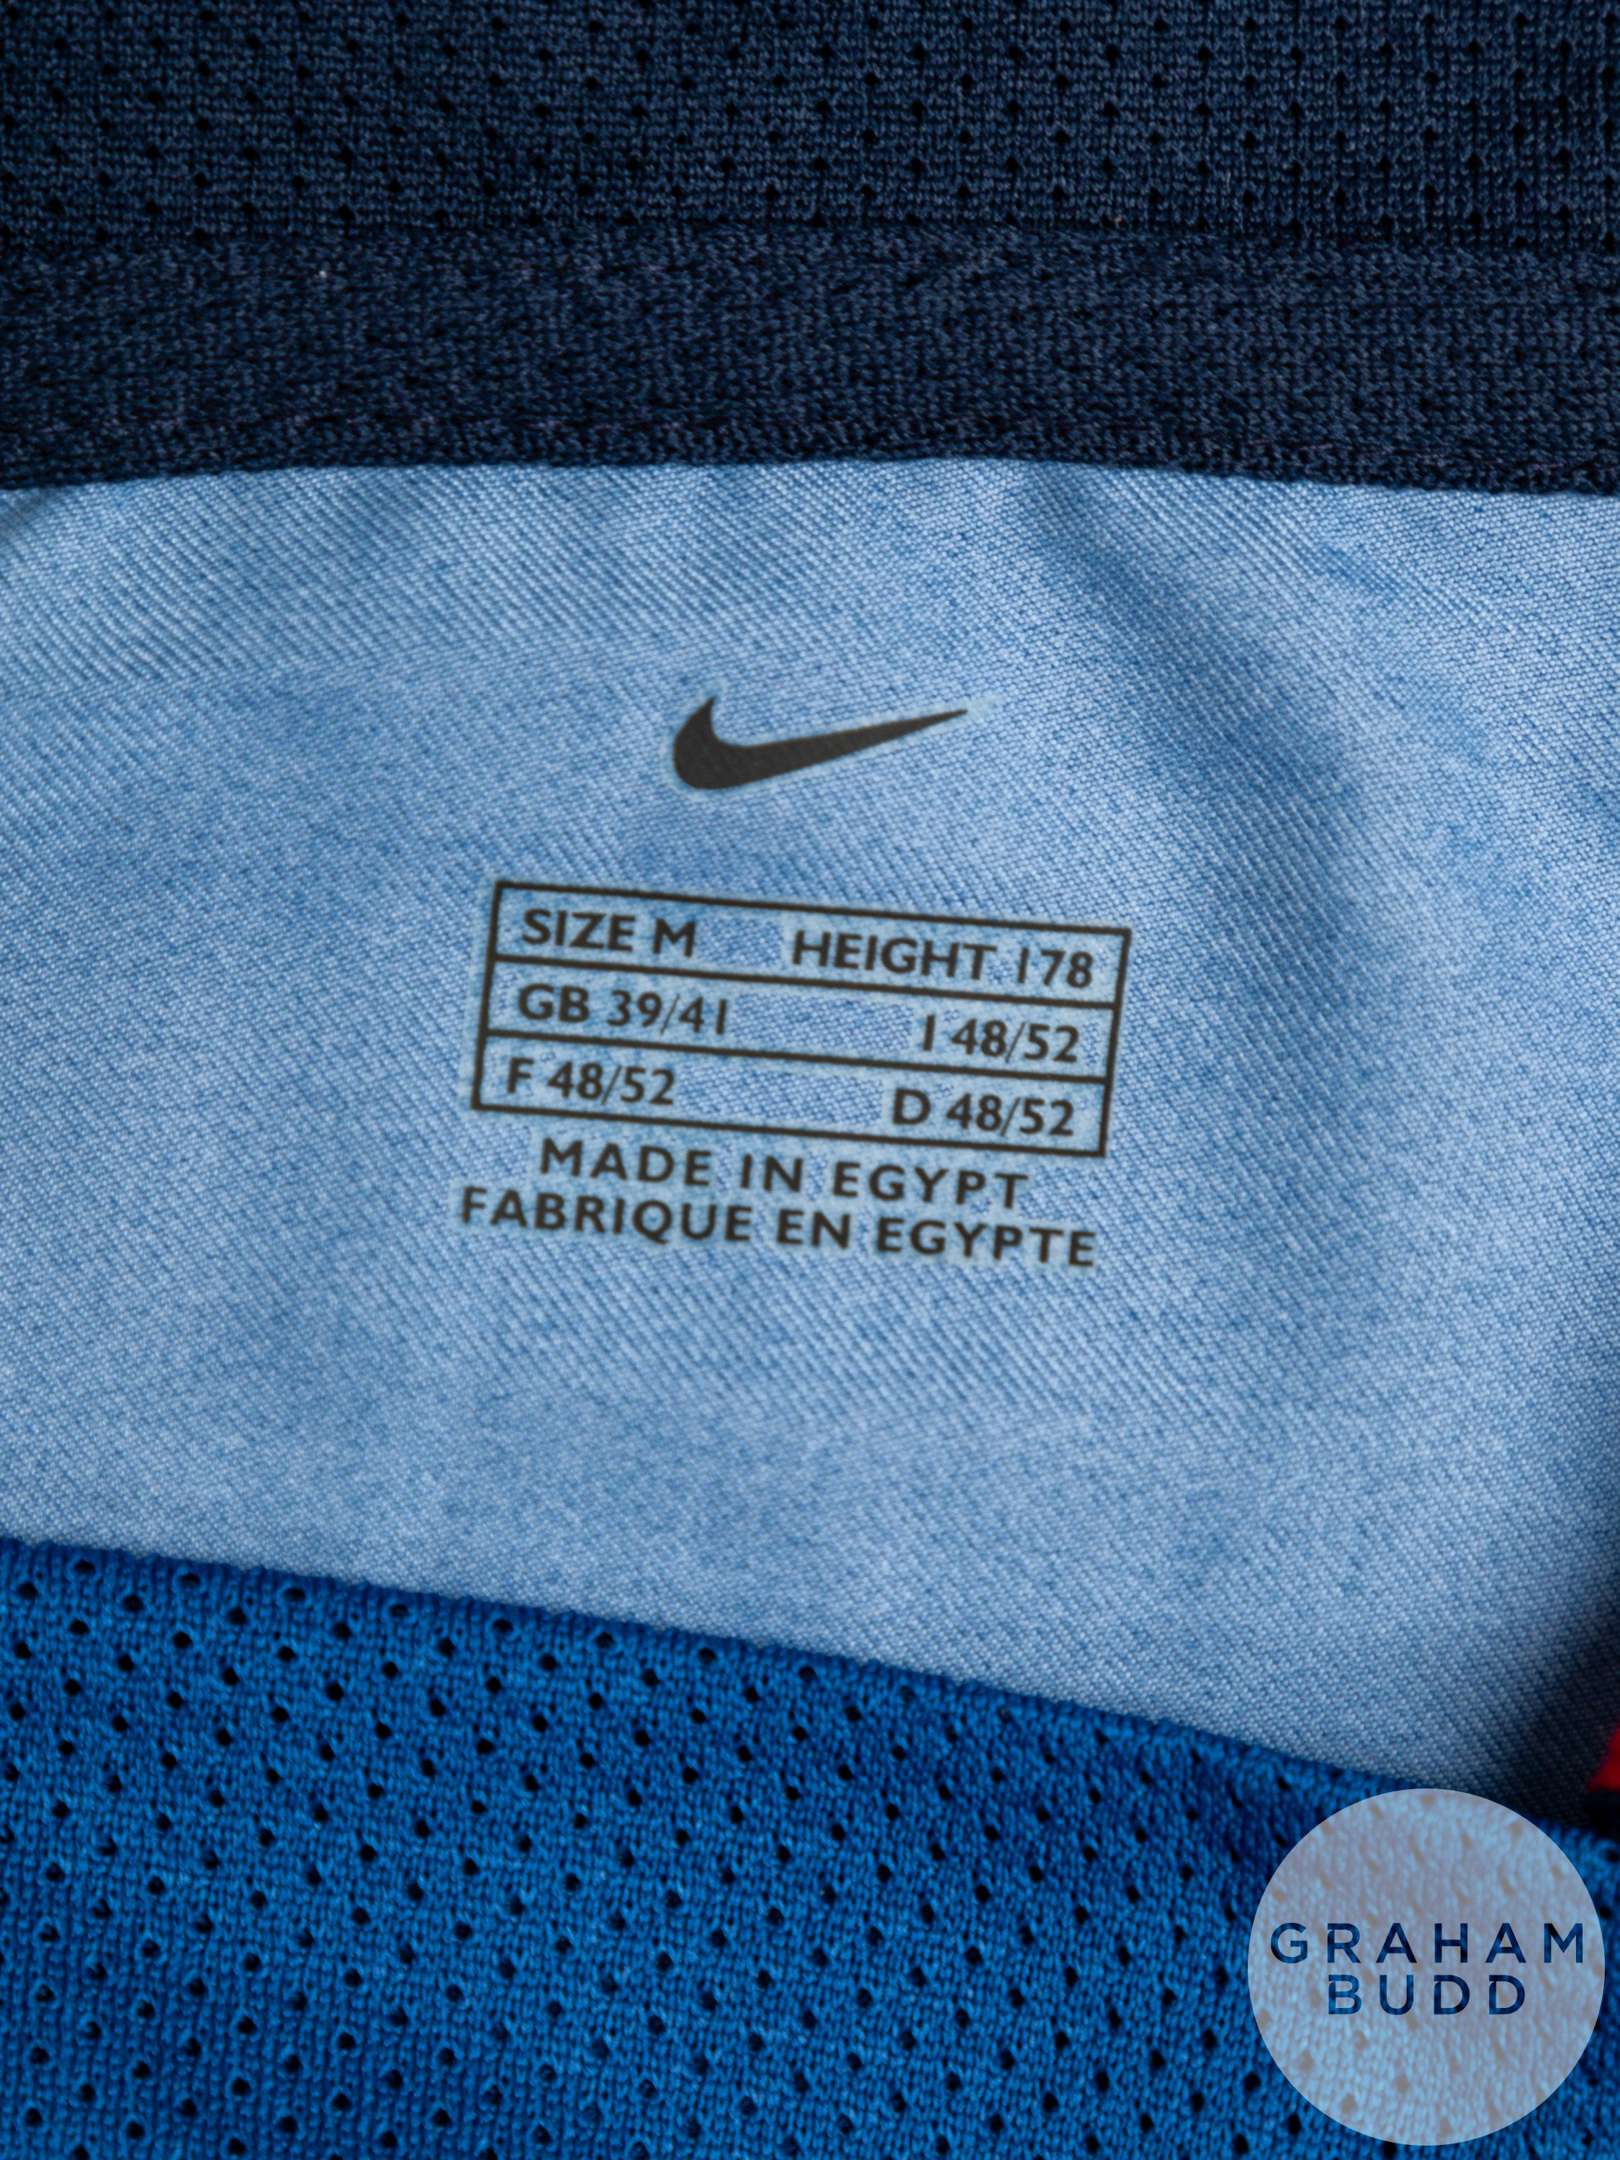 SIZE M HEIGHT 178
GB 39/41 I 48/52
F 48/52 D 48/52
MADE IN EGYPT
FABRIQUE EN EGYPTE
GRAHAM
BUDD